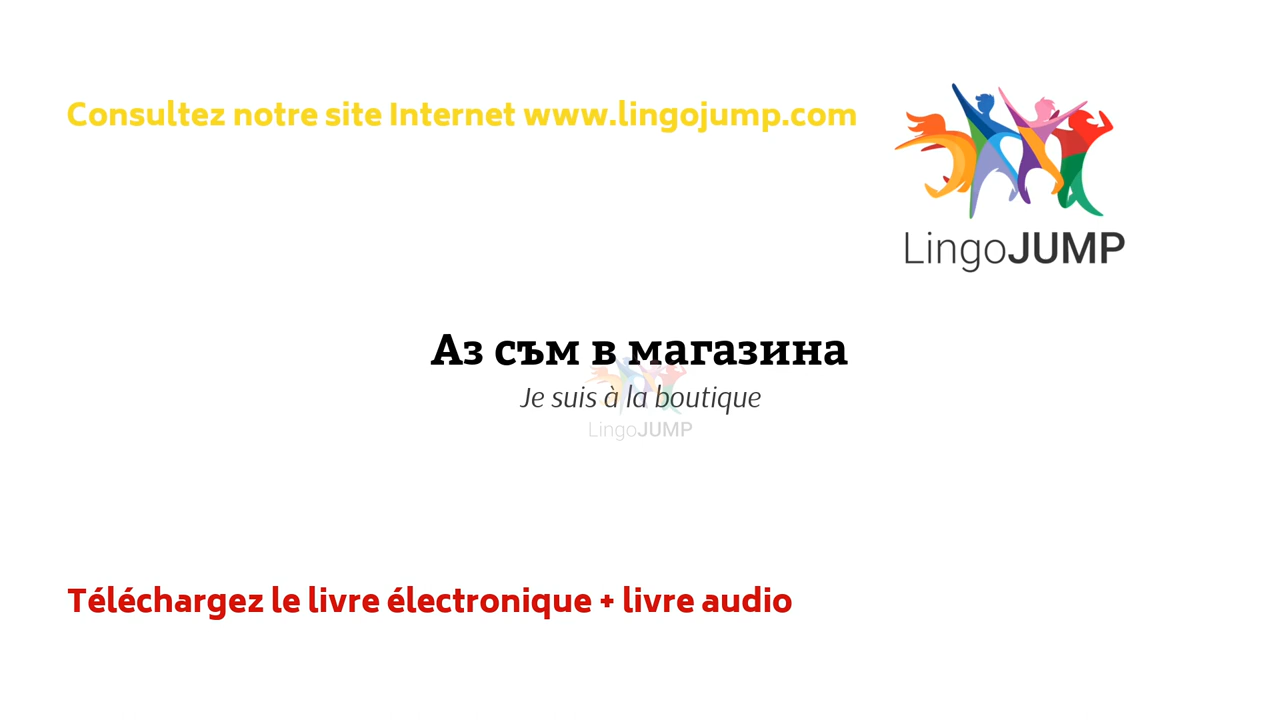 Consultez notre site Internet www.lingojump.com
LingoJUMP
Аз съм в магазина
Je suis à la boutique
LingoJUMP
Téléchargez le livre électronique + livre audio